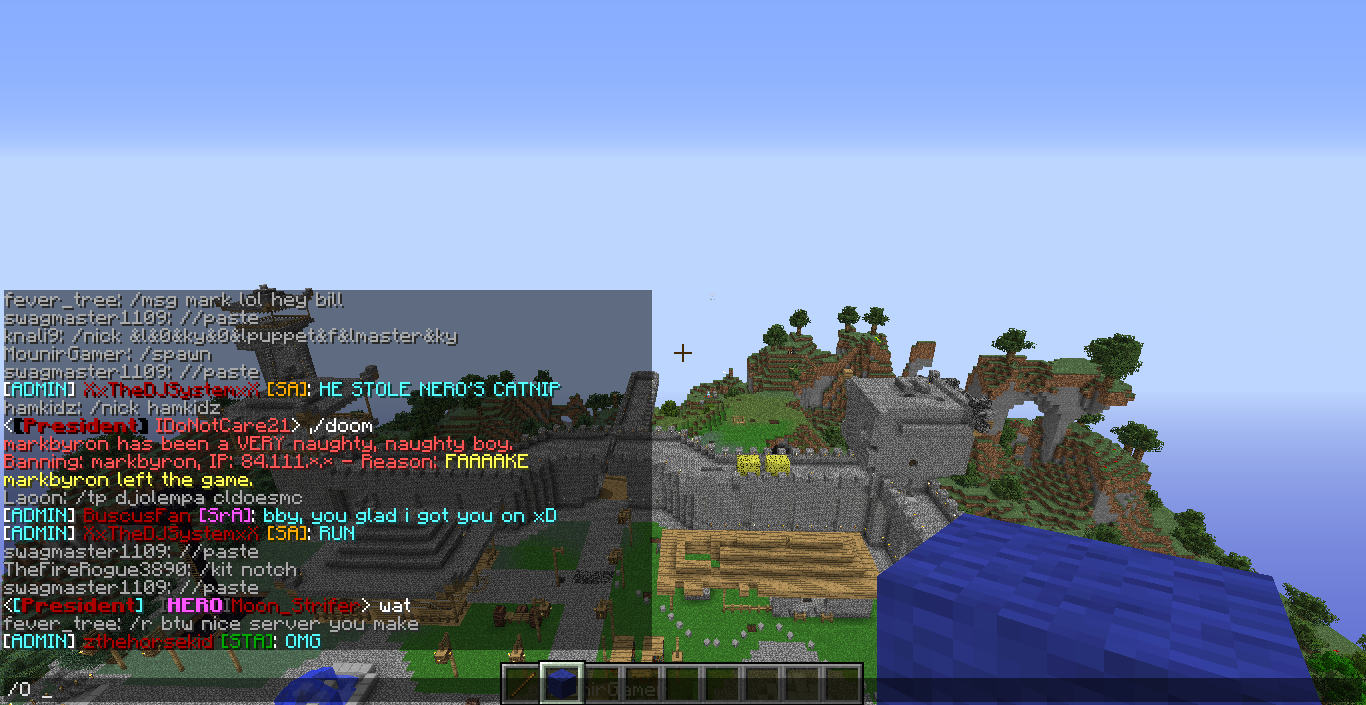 fever_tree: /msg mark lol hey bill
swagmaster1109: //paste
knali9: /nick &l&0&ky&0&lpuppet&f&lmaster&ky
MounirGamer: /spawn
swagmaster1109: //paste
[ADMIN] XxTheDJSystemxX [SA]: HE STOLE NERO'S CATNIP
hamkidz: /nick hamkidz
<[President] IDoNotCare21> ,/doom
markbyron has been a VERY naughty, naughty boy.
Banning: markbyron, IP: 84.111.×.× - Reason: FAAAAKE
markbyron left the game.
Lagon: /tp djolempa cldoesmc
[ADMIN] BuscusFan [SrA]: bby, you glad i got you on xD
[ADMIN] XxTheDJSystemxX [SA]: RUN
swagmaster1109: //paste
TheFireRogue3890: /kit notch
swagmaster1109: //paste
<[President] [HERO]Moon_Strifer> wat
fever_tree: /r btw nice server you make
[ADMIN] zfhehorsekid [STA]: OMG
/O _